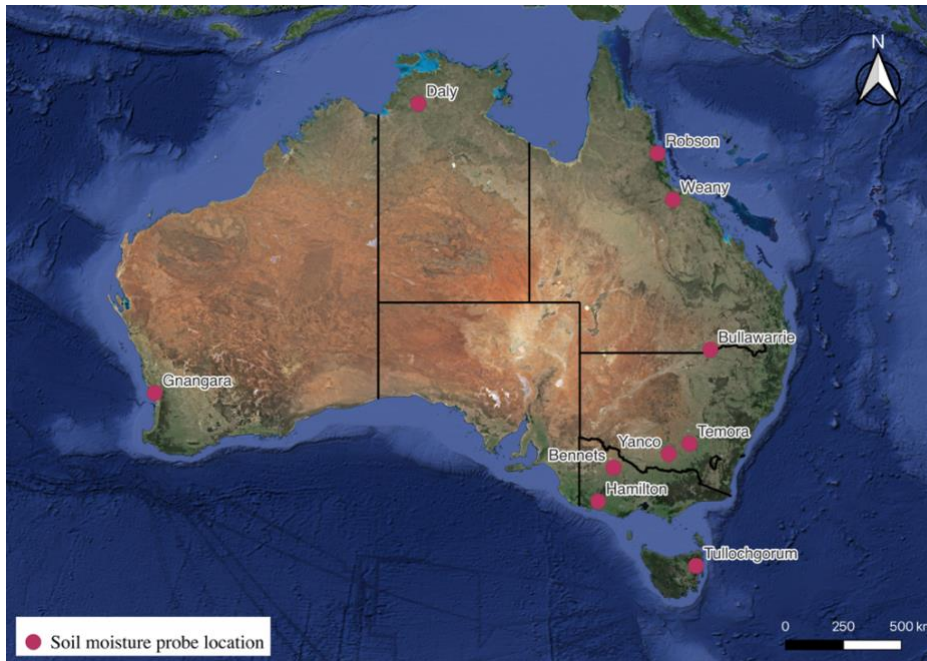 N
Daly
Robson
Weany
Bullawarrie
Gnangara
Temora
Yanco
Bennets
Hamilton
Tullochgorum
Soil moisture probe location
0 250 500 km